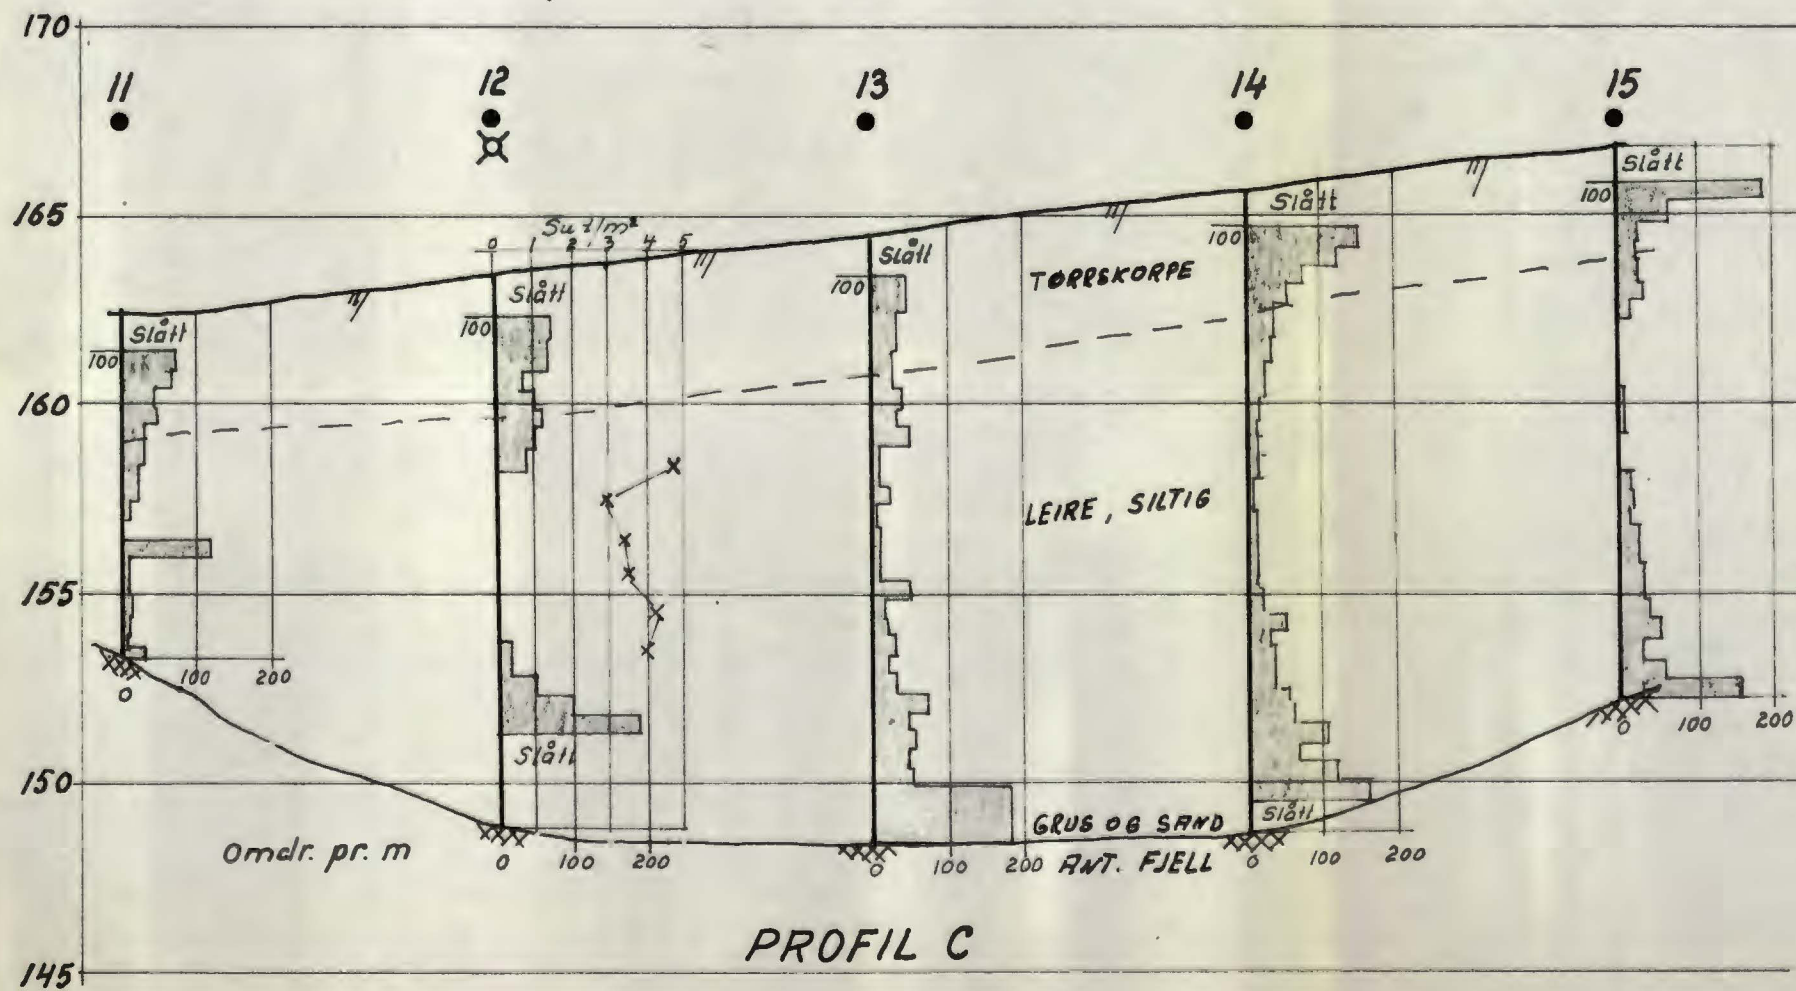 170
11 12 13 14 15
Slått
100
165
Su t/m²
0 1 2 3 4 5
Slått
100
Slått
100
TØRRSKORPE
Slått
100
Slått
100
160
LEIRE, SILTIG
155
0 100 200
Slått
0 100 200
150
GRUS OG SAND
Slått
Omdr. pr. m
0 100 200
0 100 200
0 100 200
ANT. FJELL
PROFIL C
145